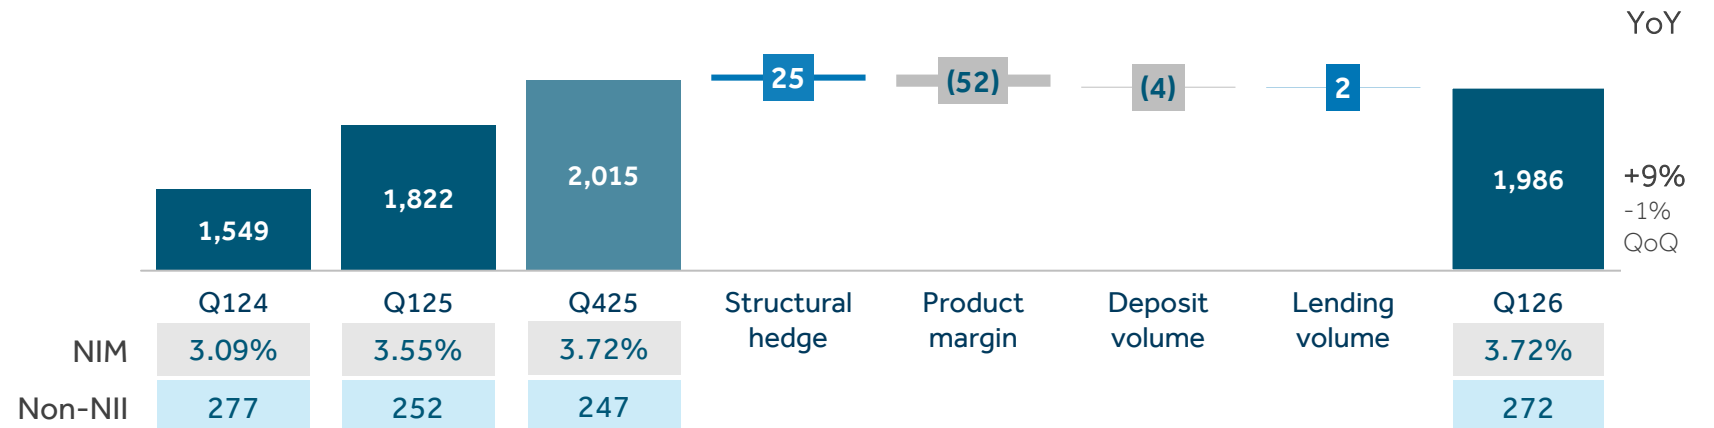 YoY
25
(52)
(4)
2
2,015
1,986
+9%
1,822
-1%
1,549
QoQ
Q124
Q125
Q425
Structural
hedge
Product
margin
Deposit
volume
Lending
volume
Q126
NIM
3.09%
3.55%
3.72%
3.72%
Non-NII
277
252
247
272